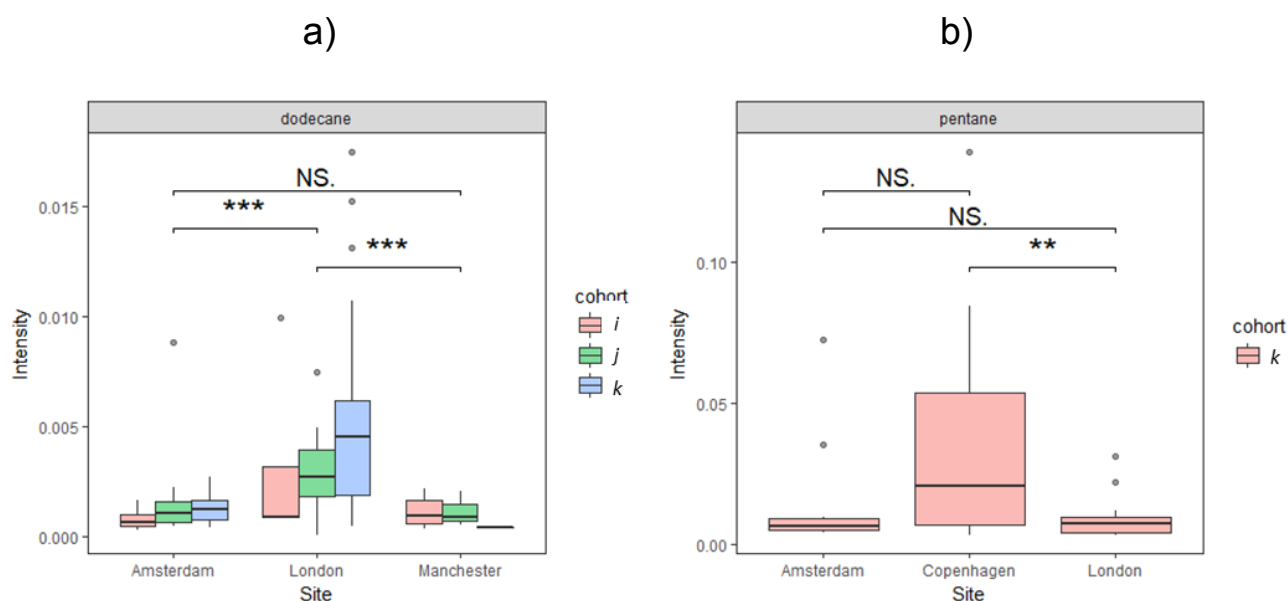 a)
dodecane
NS.
***
***
0.015
0.010
0.005
0.000
Intensity
Amsterdam London Manchester
Site
cohort
i
j
k
b)
pentane
NS.
NS.
**
0.10
0.05
0.00
Intensity
Amsterdam Copenhagen London
Site
cohort
k